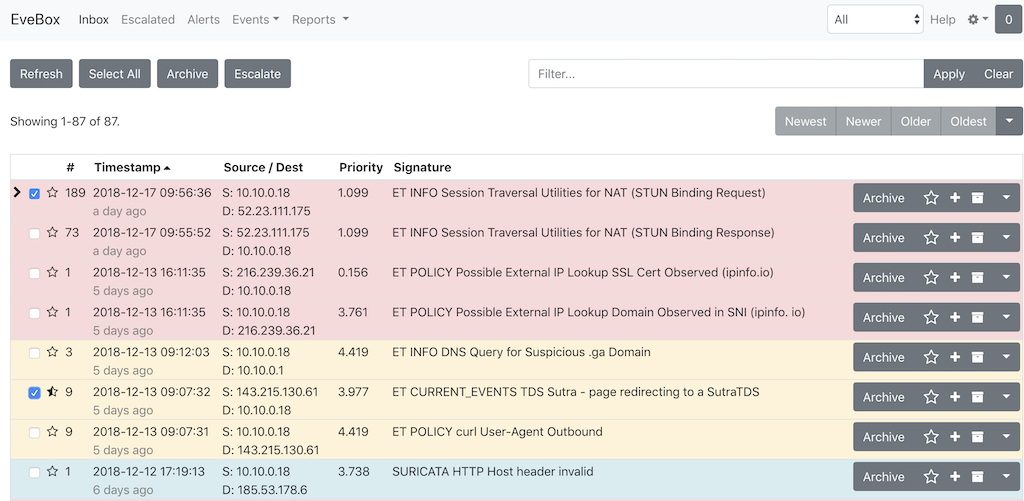 EveBox Inbox Escalated Alerts Events Reports All Help 0
Refresh Select All Archive Escalate Filter... Apply Clear
Showing 1-87 of 87. Newest Newer Older Oldest
# Timestamp Source / Dest Priority Signature
189 2018-12-17 09:56:36 S: 10.10.0.18 1.099 ET INFO Session Traversal Utilities for NAT (STUN Binding Request) Archive
a day ago D: 52.23.111.175
73 2018-12-17 09:55:52 S: 52.23.111.175 1.099 ET INFO Session Traversal Utilities for NAT (STUN Binding Response) Archive
a day ago D: 10.10.0.18
1 2018-12-13 16:11:35 S: 216.239.36.21 0.156 ET POLICY Possible External IP Lookup SSL Cert Observed (ipinfo.io) Archive
5 days ago D: 10.10.0.18
1 2018-12-13 16:11:35 S: 10.10.0.18 3.761 ET POLICY Possible External IP Lookup Domain Observed in SNI (ipinfo. io) Archive
5 days ago D: 216.239.36.21
3 2018-12-13 09:12:03 S: 10.10.0.18 4.419 ET INFO DNS Query for Suspicious .ga Domain Archive
5 days ago D: 10.10.0.1
9 2018-12-13 09:07:32 S: 143.215.130.61 3.977 ET CURRENT_EVENTS TDS Sutra - page redirecting to a SutraTDS Archive
5 days ago D: 10.10.0.18
9 2018-12-13 09:07:31 S: 10.10.0.18 4.419 ET POLICY curl User-Agent Outbound Archive
5 days ago D: 143.215.130.61
1 2018-12-12 17:19:13 S: 10.10.0.18 3.738 SURICATA HTTP Host header invalid Archive
6 days ago D: 185.53.178.6